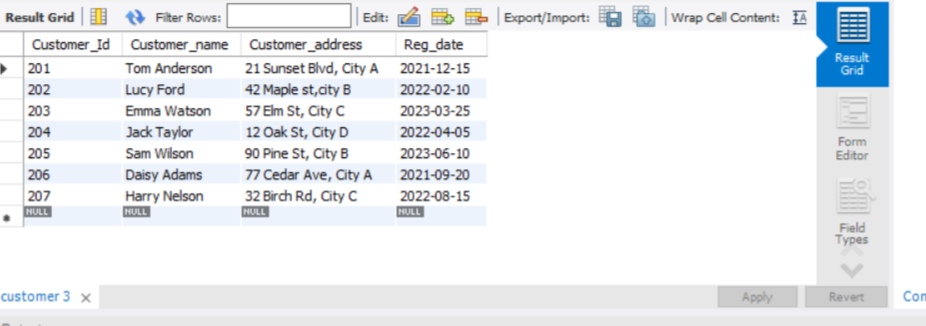 Result Grid Filter Rows: Edit: Export/Import: Wrap Cell Content: IA
Customer_Id Customer_name Customer_address Reg_date
201 Tom Anderson 21 Sunset Blvd, City A 2021-12-15
202 Lucy Ford 42 Maple st,city B 2022-02-10
203 Emma Watson 57 Elm St, City C 2023-03-25
204 Jack Taylor 12 Oak St, City D 2022-04-05
205 Sam Wilson 90 Pine St, City B 2023-06-10
206 Daisy Adams 77 Cedar Ave, City A 2021-09-20
207 Harry Nelson 32 Birch Rd, City C 2022-08-15
NULL NULL NULL NULL
Result
Grid
Form
Editor
Field
Types
customer 3 x
Apply Revert